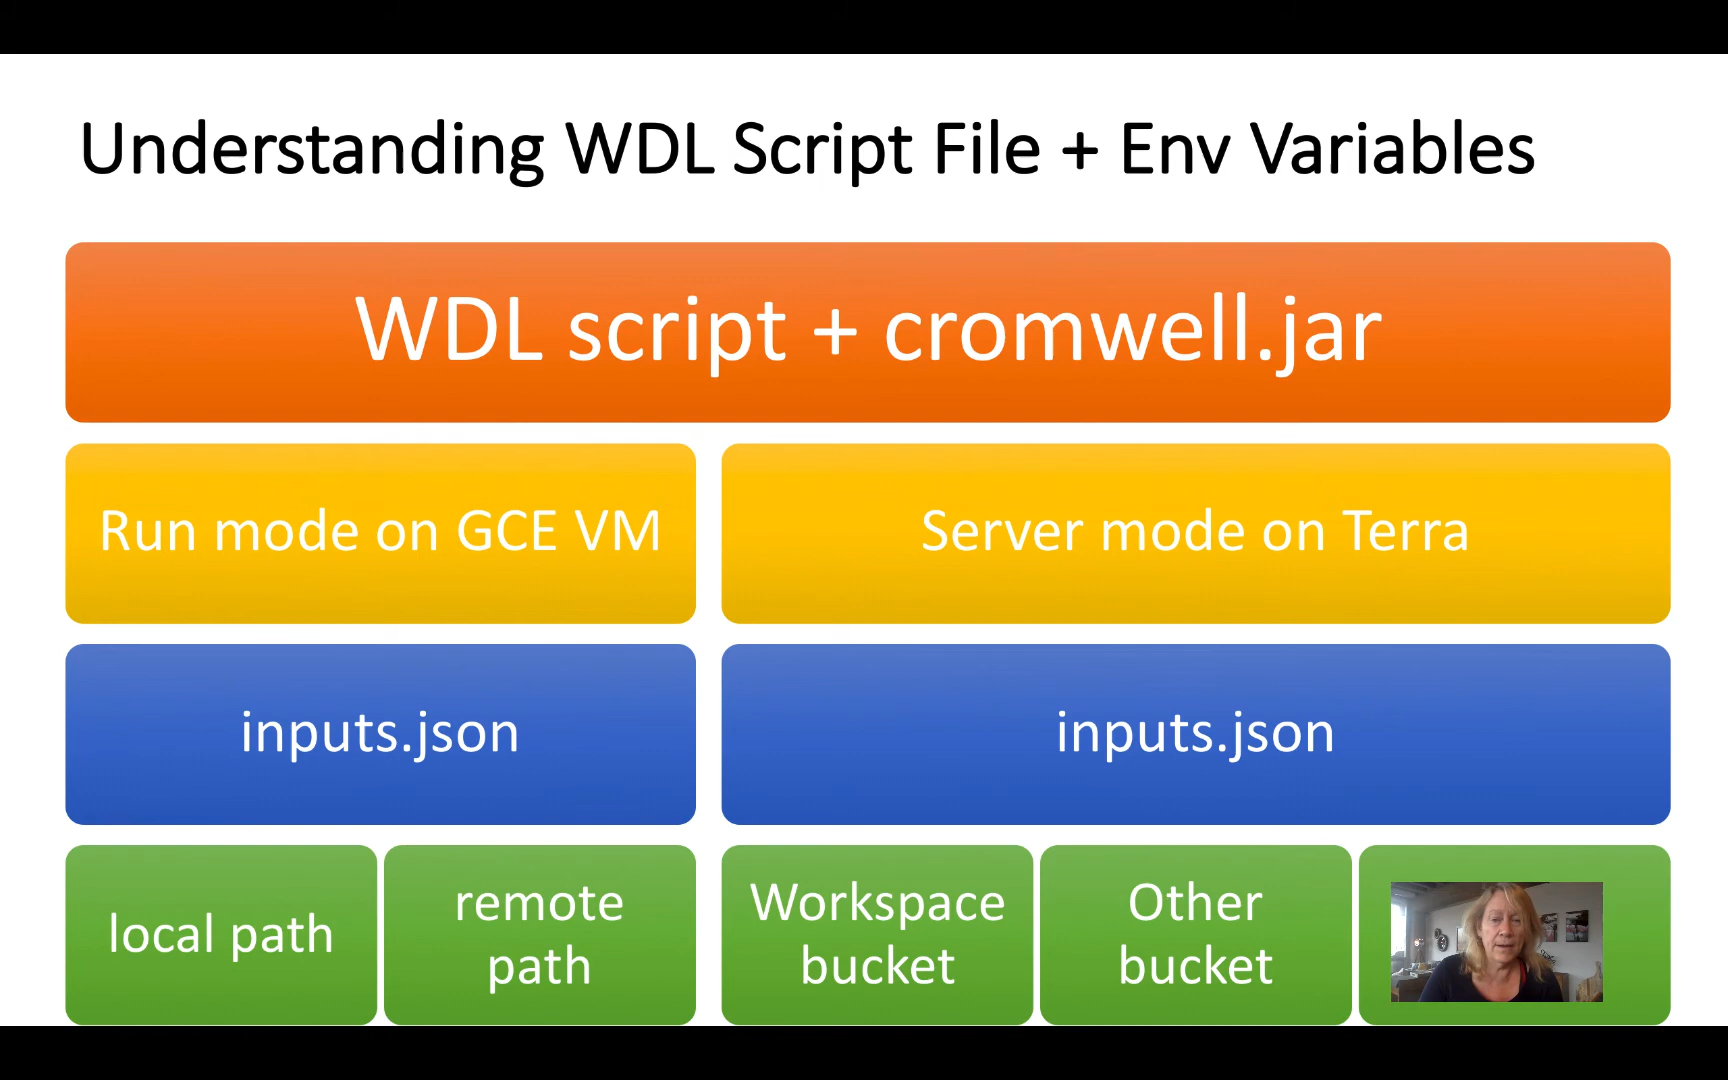 Understanding WDL Script File + Env Variables
WDL script + cromwell.jar
Run mode on GCE VM
Server mode on Terra
inputs.json
inputs.json
local path
remote
path
Workspace
bucket
Other
bucket